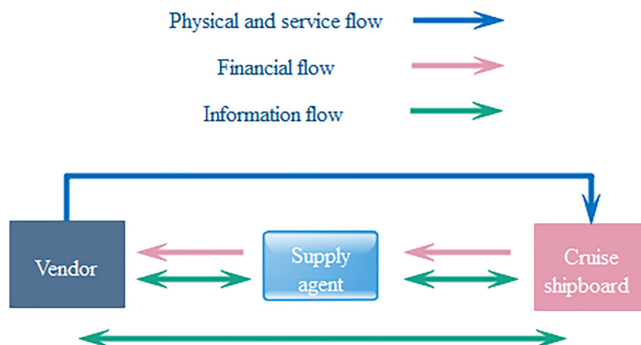 Physical and service flow
Financial flow
Information flow
Vendor
Supply
agent
Cruise
shipboard